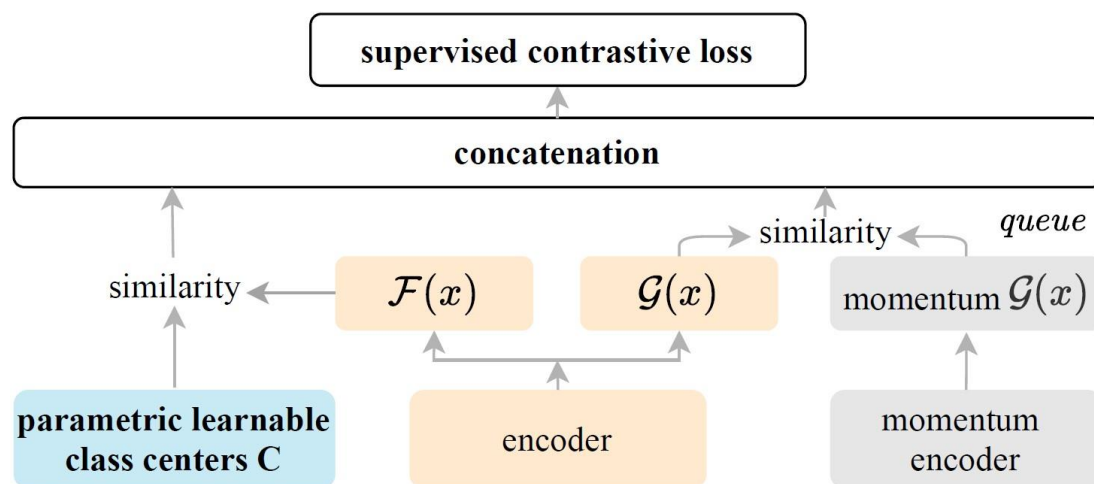 supervised contrastive loss
concatenation
similarity
queue
similarity
𝓕(x)
𝓖(x)
momentum 𝓖(x)
parametric learnable
class centers C
encoder
momentum
encoder